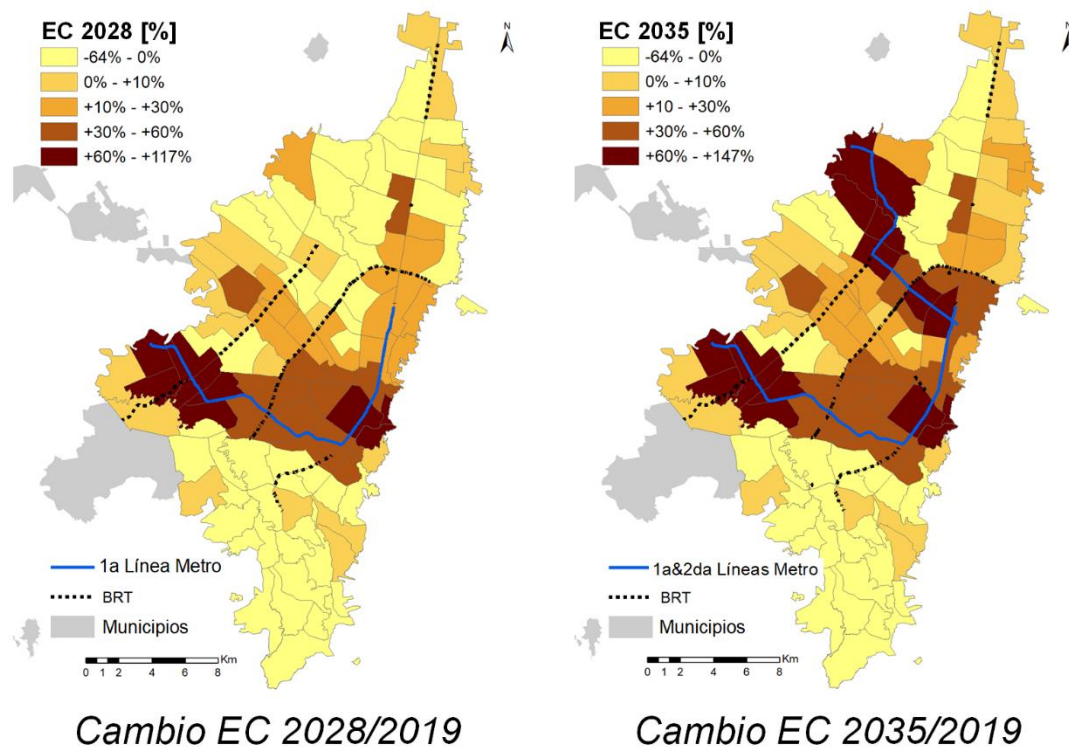 EC 2028 [%]
-64% - 0%
0% - +10%
+10% - +30%
+30% - +60%
+60% - +117%
N
1a Línea Metro
BRT
Municipios
Km
0 1 2 4 6 8
Cambio EC 2028/2019
EC 2035 [%]
-64% - 0%
0% - +10%
+10 - +30%
+30% - +60%
+60% - +147%
N
1a&2da Líneas Metro
BRT
Municipios
Km
0 1 2 4 6 8
Cambio EC 2035/2019